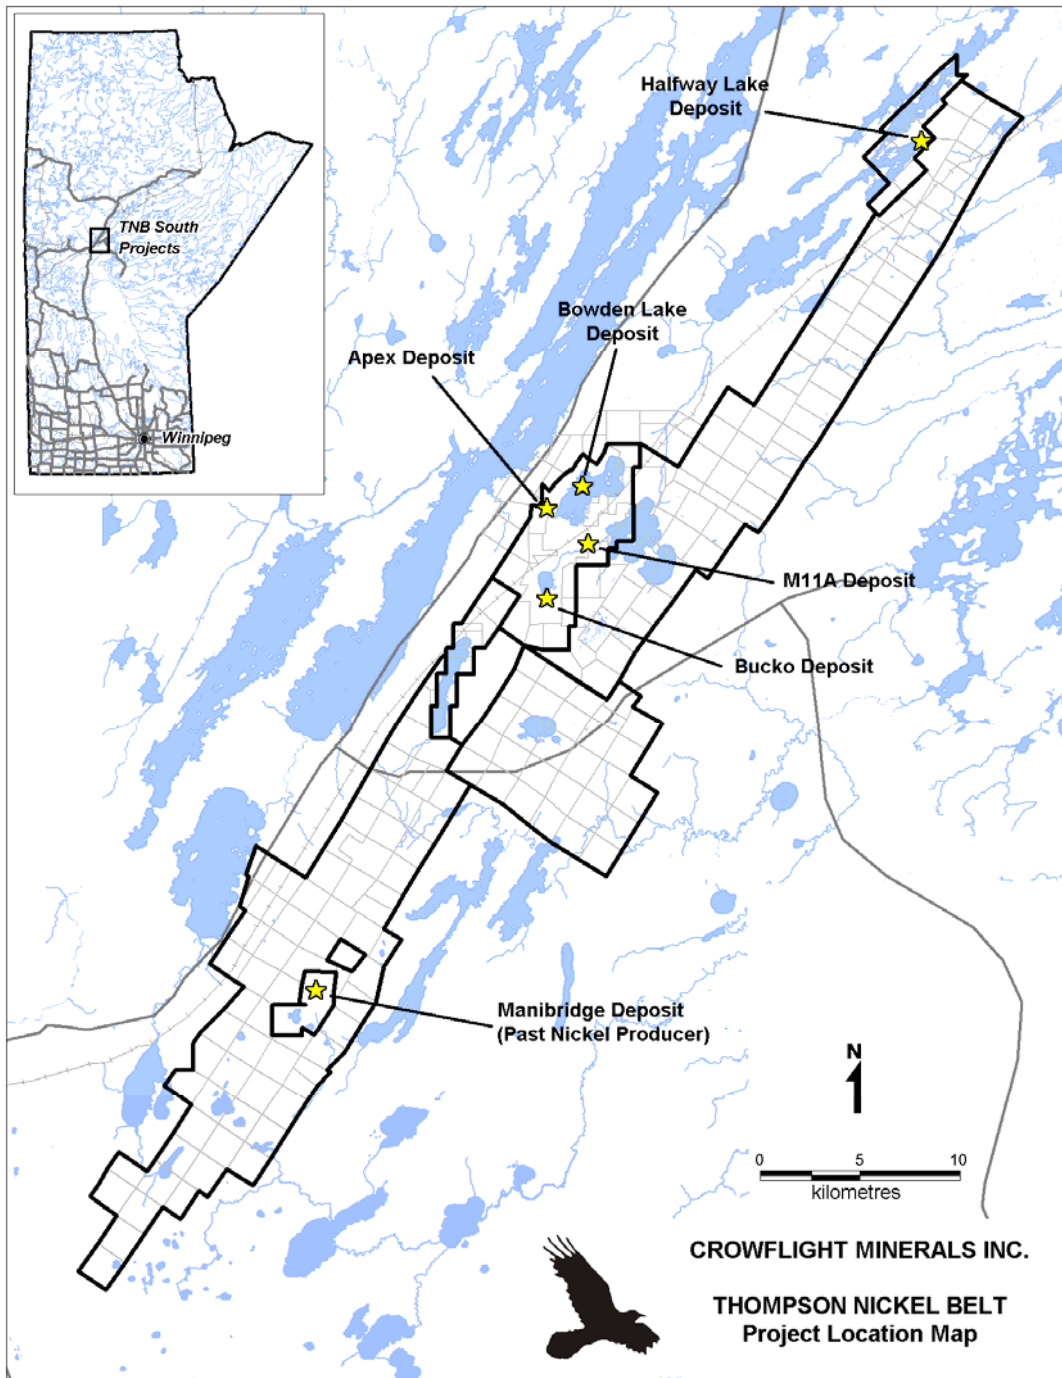 TNB South
Projects
Winnipeg
Halfway Lake
Deposit
Bowden Lake
Deposit
Apex Deposit
M11A Deposit
Bucko Deposit
Manibridge Deposit
(Past Nickel Producer)
N
0 5 10
kilometres
CROWFLIGHT MINERALS INC.
THOMPSON NICKEL BELT
Project Location Map